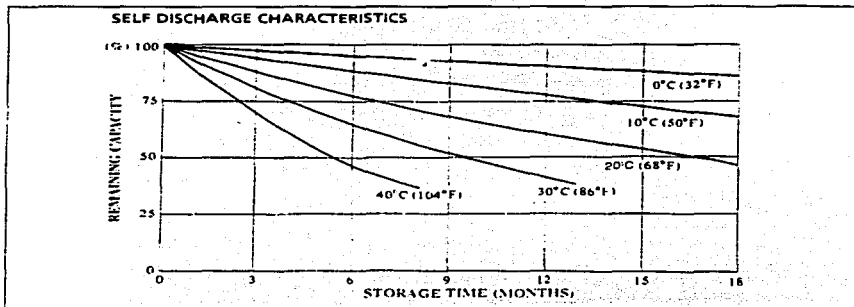 SELF DISCHARGE CHARACTERISTICS
(%) 100
75
50
25
0
REMAINING CAPACITY
0°C (32°F)
10°C (50°F)
20°C (68°F)
30°C (86°F)
40°C (104°F)
0 3 6 9 12 15 16
STORAGE TIME (MONTHS)